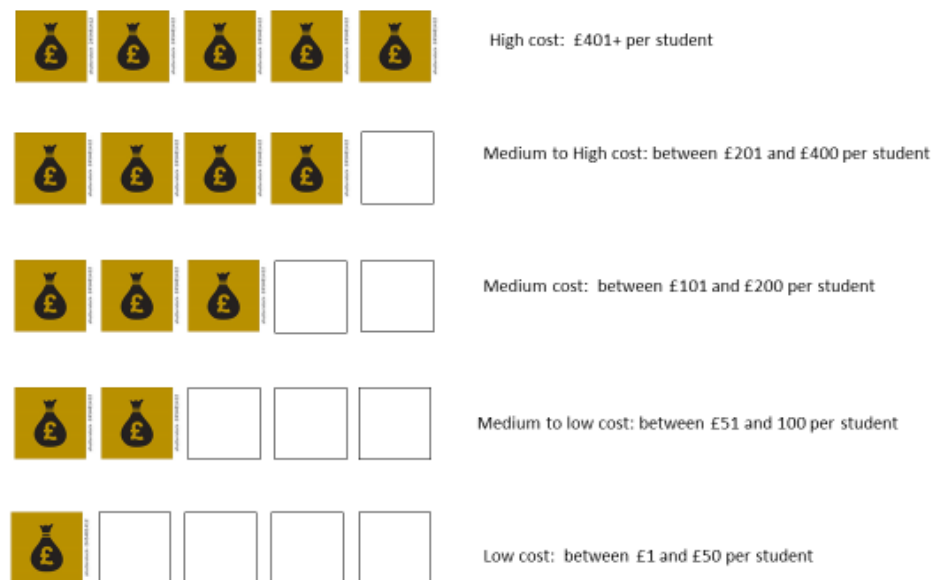 £ £ £ £ £ High cost: £401+ per student
£ £ £ £ Medium to High cost: between £201 and £400 per student
£ £ £ Medium cost: between £101 and £200 per student
£ £ Medium to low cost: between £51 and 100 per student
£ Low cost: between £1 and £50 per student